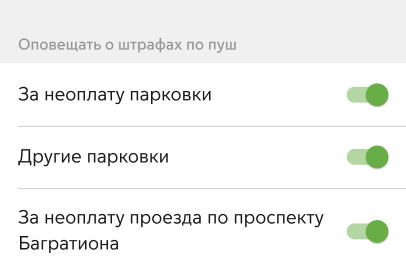 Оповещать о штрафах по пуш
За неоплату парковки
Другие парковки
За неоплату проезда по проспекту
Багратиона